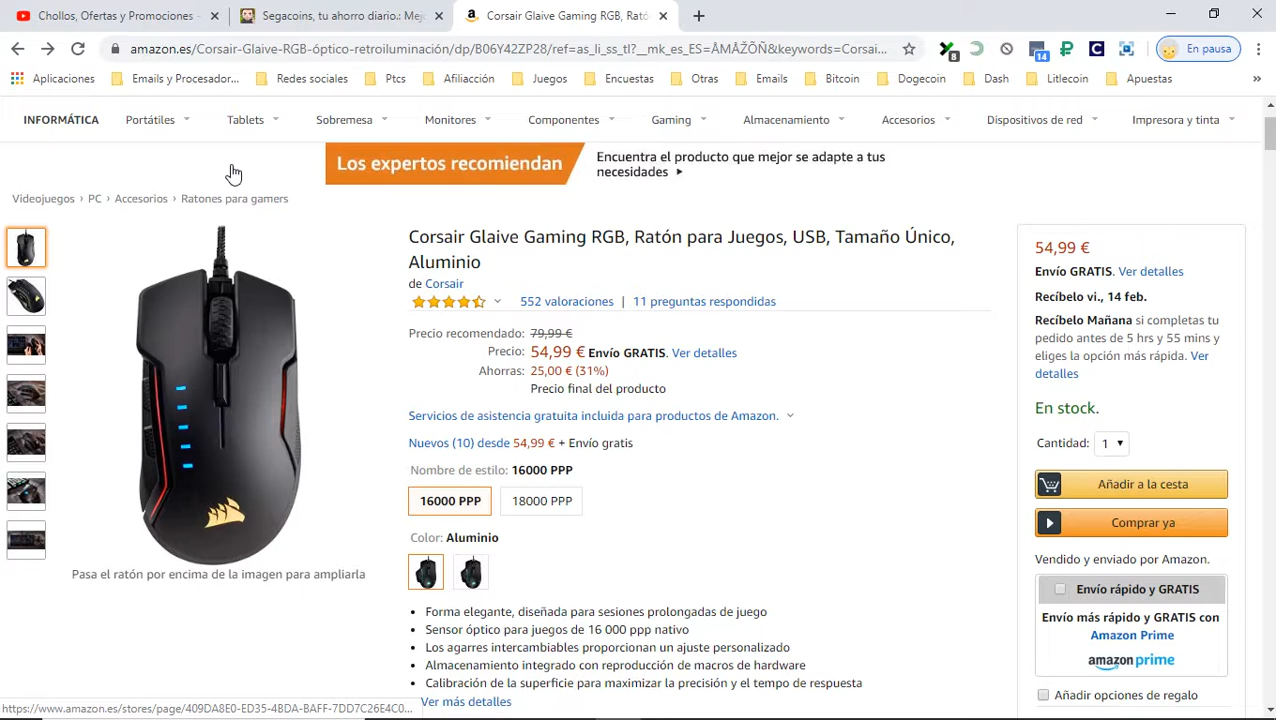 Chollos, Ofertas y Promociones -
Segacoins, tu ahorro diario.: Mejo
Corsair Glaive Gaming RGB, Rató
amazon.es/Corsair-Glaive-RGB-óptico-retroiluminación/dp/B06Y42ZP28/ref=as_li_ss_tl?__mk_es_ES=ÅMÅŽÕÑ&keywords=Corsai...
8
14
En pausa
Aplicaciones
Emails y Procesador...
Redes sociales
Ptcs
Afiliacción
Juegos
Encuestas
Otras
Emails
Bitcoin
Dogecoin
Dash
Litlecoin
Apuestas
INFORMÁTICA
Portátiles
Tablets
Sobremesa
Monitores
Componentes
Gaming
Almacenamiento
Accesorios
Dispositivos de red
Impresora y tinta
Los expertos recomiendan
Encuentra el producto que mejor se adapte a tus
necesidades ▸
Videojuegos › PC › Accesorios › Ratones para gamers
Corsair Glaive Gaming RGB, Ratón para Juegos, USB, Tamaño Único,
Aluminio
de Corsair
552 valoraciones | 11 preguntas respondidas
Precio recomendado: 79,99 €
Precio: 54,99 € Envío GRATIS. Ver detalles
Ahorras: 25,00 € (31%)
Precio final del producto
Servicios de asistencia gratuita incluida para productos de Amazon.
Nuevos (10) desde 54,99 € + Envío gratis
Nombre de estilo: 16000 PPP
16000 PPP
18000 PPP
Color: Aluminio
• Forma elegante, diseñada para sesiones prolongadas de juego
• Sensor óptico para juegos de 16 000 ppp nativo
• Los asarres intercambiables proporcionan un ajuste personalizado
• Almacenamiento integrado con reproducción de macros de hardware
• Calibración de la superficie para maximizar la precisión y el tiempo de respuesta
Ver más detalles
Pasa el ratón por encima de la imagen para ampliarla
54,99 €
Envío GRATIS. Ver detalles
Recíbelo vi., 14 feb.
Recíbelo Mañana si completas tu
pedido antes de 5 hrs y 55 mins y
eliges la opción más rápida. Ver
detalles
En stock.
Cantidad: 1
Añadir a la cesta
Comprar ya
Vendido y enviado por Amazon.
Envío rápido y GRATIS
Envío más rápido y GRATIS con
Amazon Prime
amazon prime
Añadir opciones de regalo
https://www.amazon.es/stores/page/409DA8E0-ED35-4BDA-BAFF-7DD7C26E4C0...